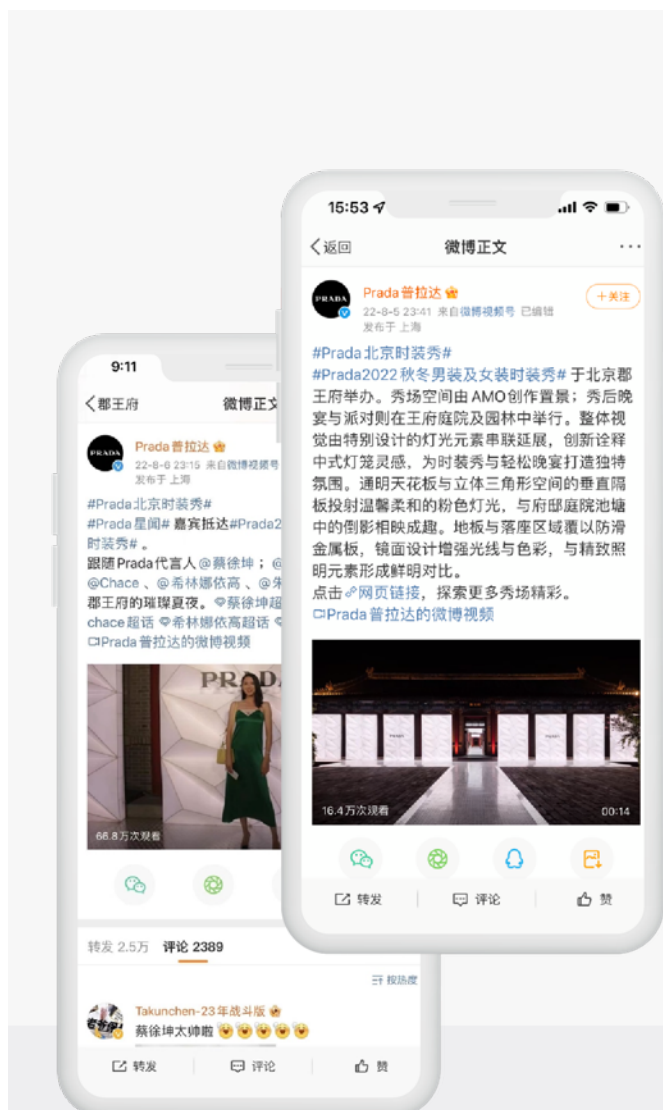 15:53
返回
微博正文
PRADA
Prada普拉达
22-8-5 23:41 来自微博视频号 已编辑
发布于 上海
+关注
#Prada北京时装秀#
#Prada2022秋冬男装及女装时装秀# 于北京郡
王府举办。秀场空间由 AMO创作置景；秀后晚
宴与派对则在王府庭院及园林中举行。整体视
觉由特别设计的灯光元素串联延展，创新诠释
中式灯笼灵感，为时装秀与轻松晚宴打造独特
氛围。通明天花板与立体三角形空间的垂直隔
板投射温馨柔和的粉色灯光，与府邸庭院池塘
中的倒影相映成趣。地板与落座区域覆以防滑
金属板，镜面设计增强光线与色彩，与精致照
明元素形成鲜明对比。
点击网页链接，探索更多秀场精彩。
Prada普拉达的微博视频
PRADA
16.4万次观看
00:14
转发
评论
赞
9:11
郡王府
微博正文
PRADA
Prada普拉达
22-8-6 23:15 来自微博视频号
发布于 上海
#Prada北京时装秀#
#Prada星闻# 嘉宾抵达#Prada2
时装秀# 。
跟随Prada代言人@蔡徐坤；@
@Chace 、@希林娜依高 、@朱
郡王府的璀璨夏夜。蔡徐坤超
chace超话 希林娜依高超话
Prada普拉达的微博视频
PRAD
66.8万次观看
转发 2.5万 评论 2389
按热度
Takunchen-23年战斗版
蔡徐坤太帅啦
转发
评论
赞